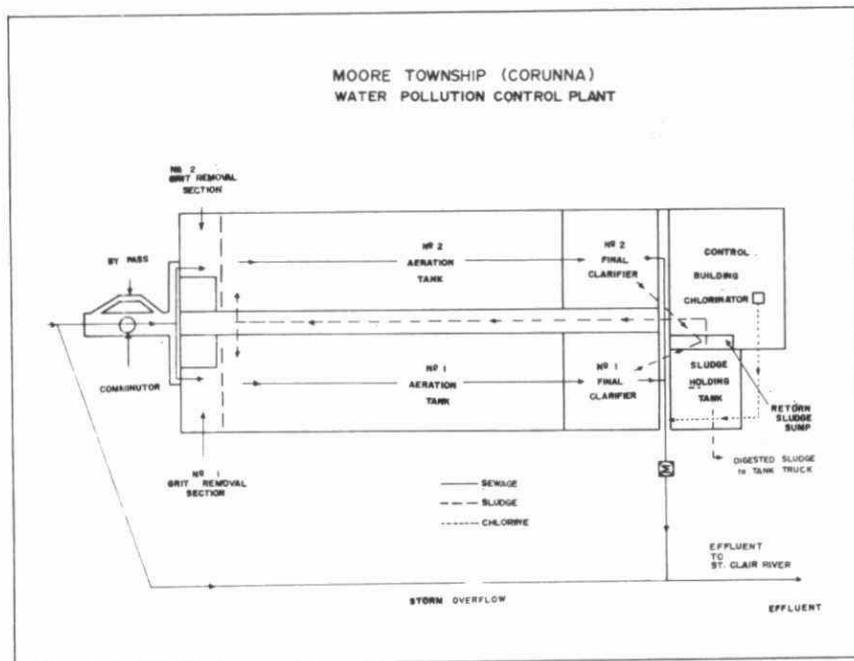 MOORE TOWNSHIP (CORUNNA)
WATER POLLUTION CONTROL PLANT
Nº 2
GRIT REMOVAL
SECTION
BY PASS
COMMINUTOR
Nº 2
AERATION
TANK
Nº 2
FINAL
CLARIFIER
CONTROL
BUILDING
CHLORINATOR
Nº 1
AERATION
TANK
Nº 1
FINAL
CLARIFIER
SLUDGE
HOLDING
TANK
RETURN
SLUDGE
SUMP
Nº 1
GRIT REMOVAL
SECTION
M
DIGESTED SLUDGE
to TANK TRUCK
SEWAGE
SLUDGE
CHLORINE
EFFLUENT
TO
ST. CLAIR RIVER
STORM OVERFLOW
EFFLUENT